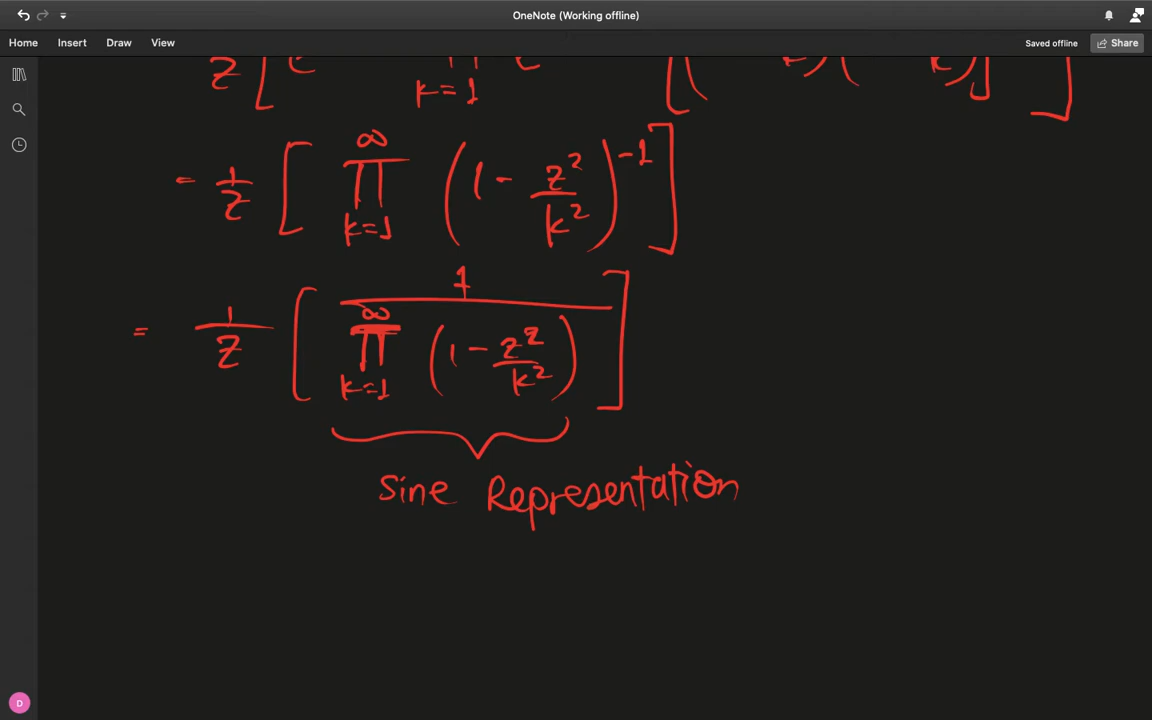 OneNote (Working offline)
Home Insert Draw View Saved offline Share
z [ k=1
= 1/z [ ∞ ∏ k=1 (1 - z²/k²)⁻¹ ]
= 1/z [ 1 / ∞ ∏ k=1 (1 - z²/k²) ]
Sine Representation
D